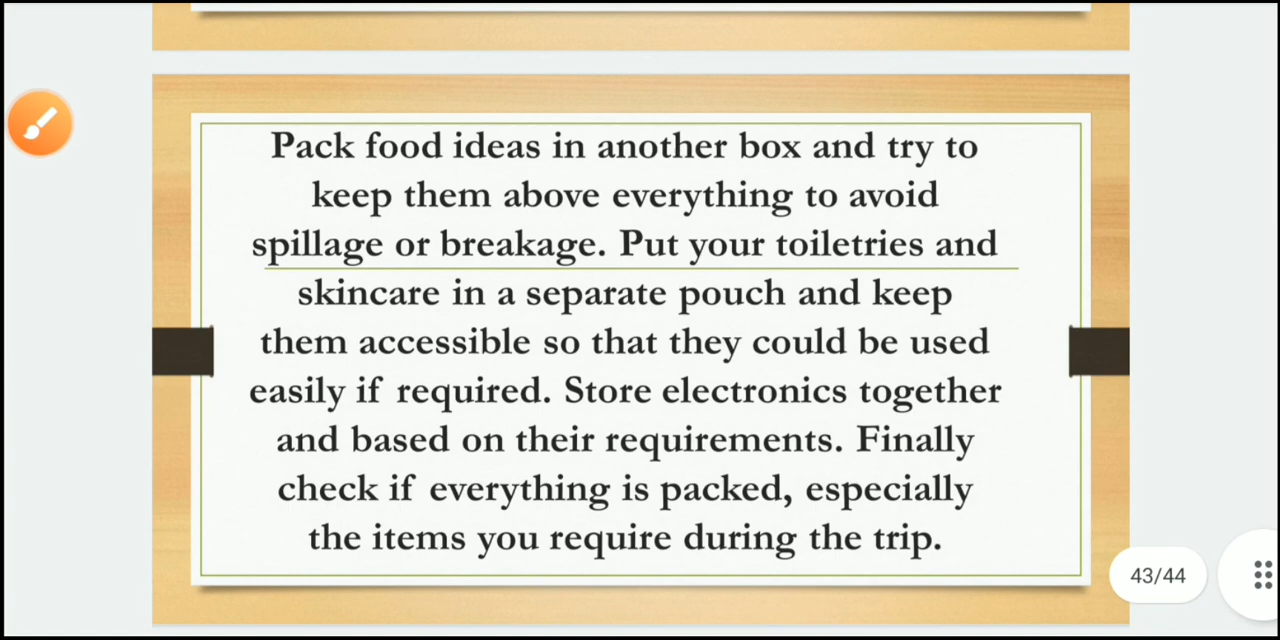 Pack food ideas in another box and try to
keep them above everything to avoid
spillage or breakage. Put your toiletries and
skincare in a separate pouch and keep
them accessible so that they could be used
easily if required. Store electronics together
and based on their requirements. Finally
check if everything is packed, especially
the items you require during the trip.
43/44